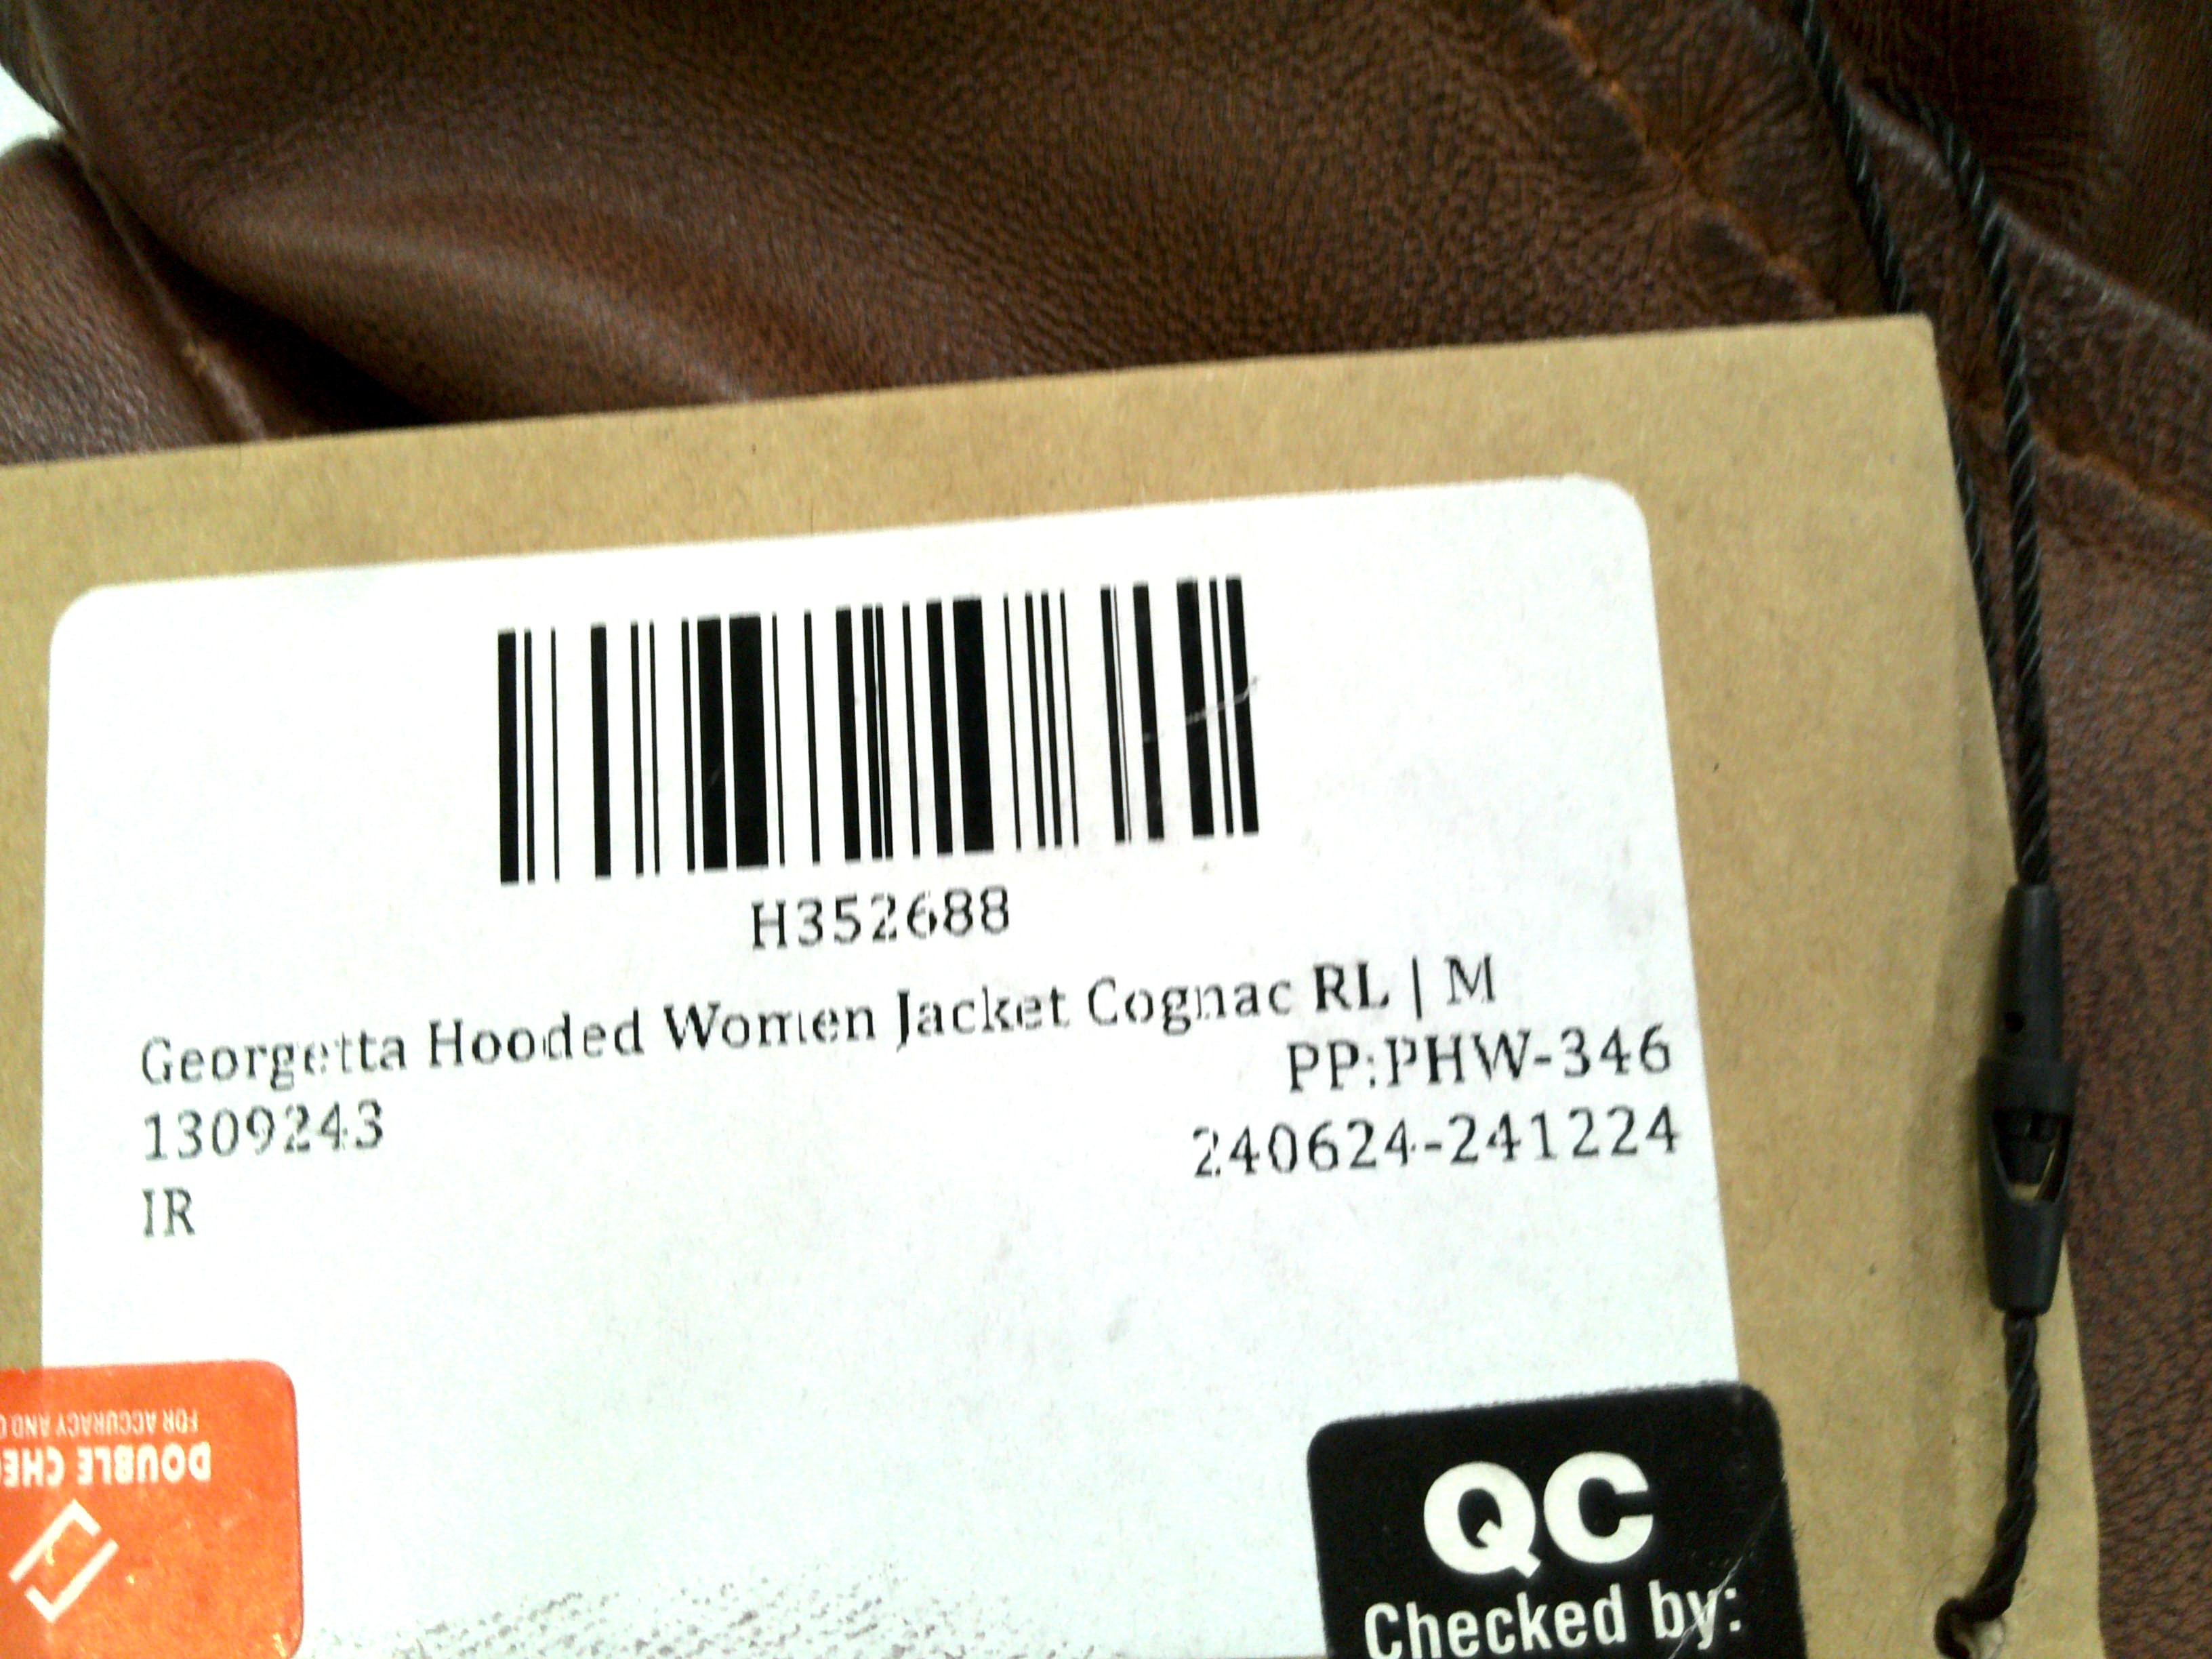 H352688
Georgetta Hooded Women Jacket Cognac RL | M
PP:PHW-346
1309243
240624-241224
IR
FOR ACCURACY AND
DOUBLE
QC
Checked by: